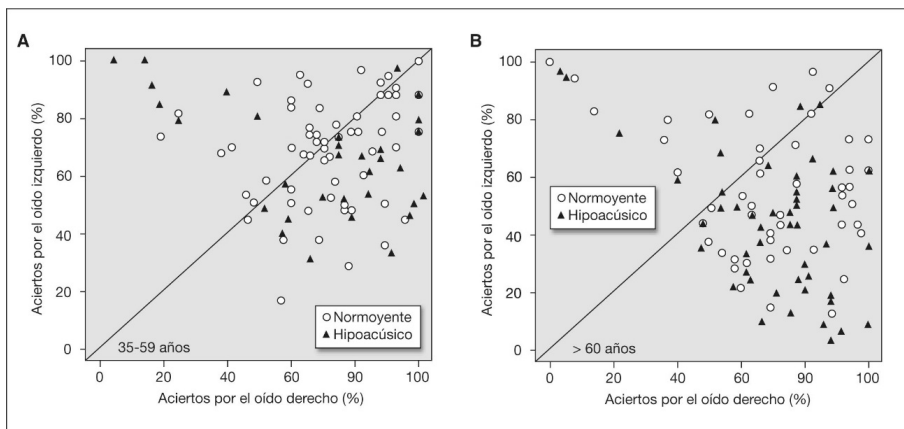 A
Aciertos por el oído izquierdo (%)
100
80
60
40
20
0
Normoyente
Hipoacúsico
35-59 años
0 20 40 60 90 100
Aciertos por el oído derecho (%)
B
Aciertos por el oído izquierdo (%)
100
80
60
40
20
0
Normoyente
Hipoacúsico
> 60 años
0 20 40 60 80 100
Aciertos por el oído derecho (%)